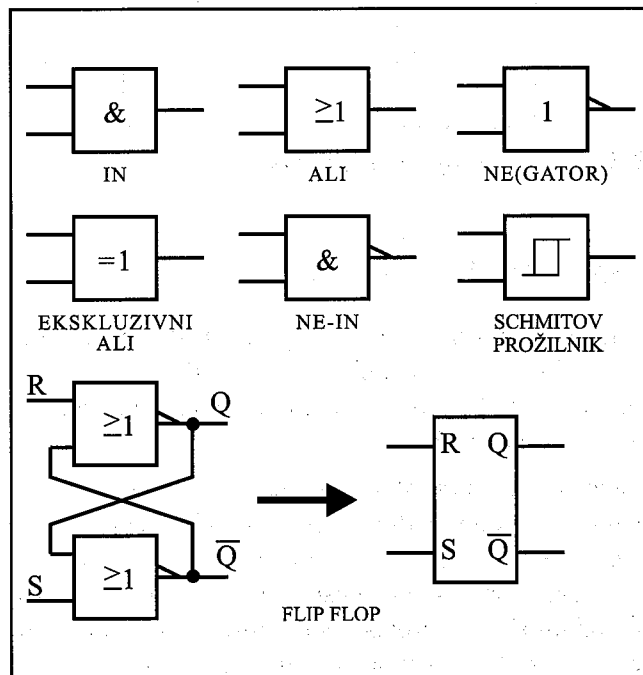 & ≥1 1
IN ALI NE(GATOR)
=1 &
EKSKLUZIVNI
ALI
NE-IN
SCHMITOV
PROŽILNIK
R ≥1 Q
R Q
S ≥1 Q̅
S Q̅
FLIP FLOP